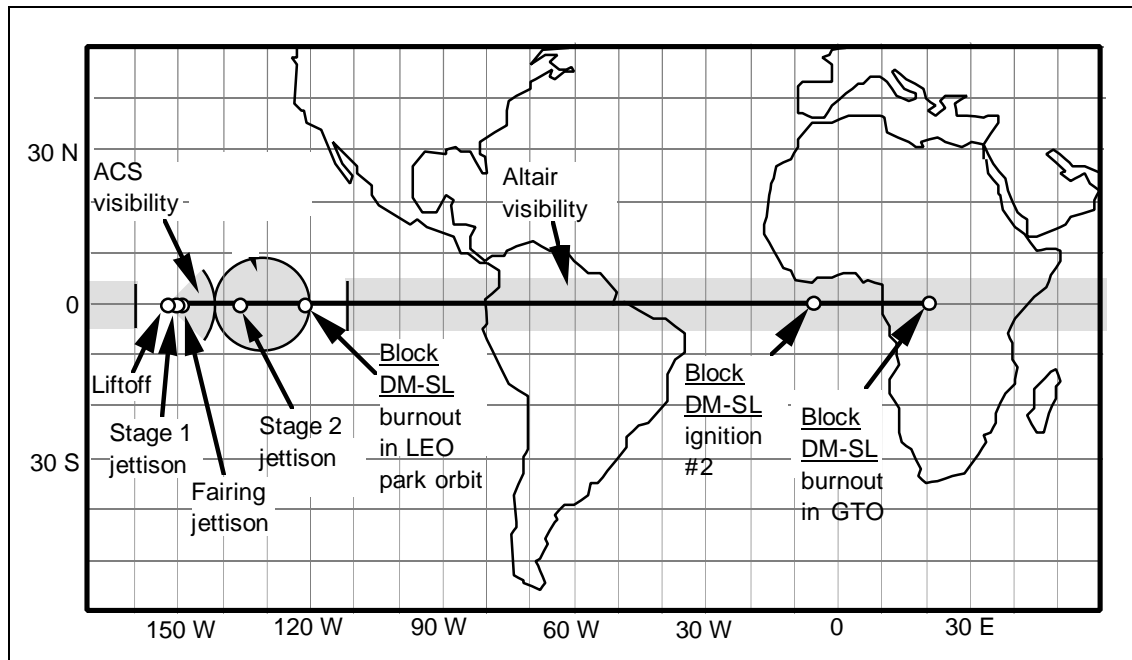 30 N
ACS
visibility
Altair
visibility
0
Liftoff
Stage 1
jettison
Fairing
jettison
Stage 2
jettison
Block
DM-SL
burnout
in LEO
park orbit
Block
DM-SL
ignition
#2
Block
DM-SL
burnout
in GTO
30 S
150 W
120 W
90 W
60 W
30 W
0
30 E